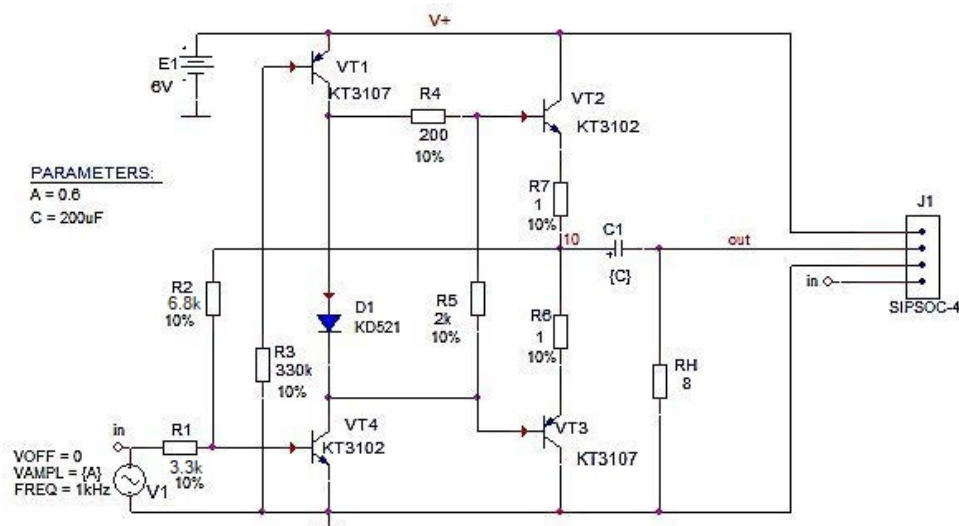 V+
E1
6V
VT1
KT3107
R4
200
10%
VT2
KT3102
PARAMETERS:
A = 0.6
C = 200uF
R7
1
10%
J1
10
C1
out
{C}
in
SIPSOC-4
R2
6.8k
10%
D1
KD521
R5
2k
10%
R6
1
10%
R3
330k
10%
RH
8
in
R1
3.3k
10%
VT4
KT3102
VT3
KT3107
VOFF = 0
VAMPL = {A}
FREQ = 1kHz
V1